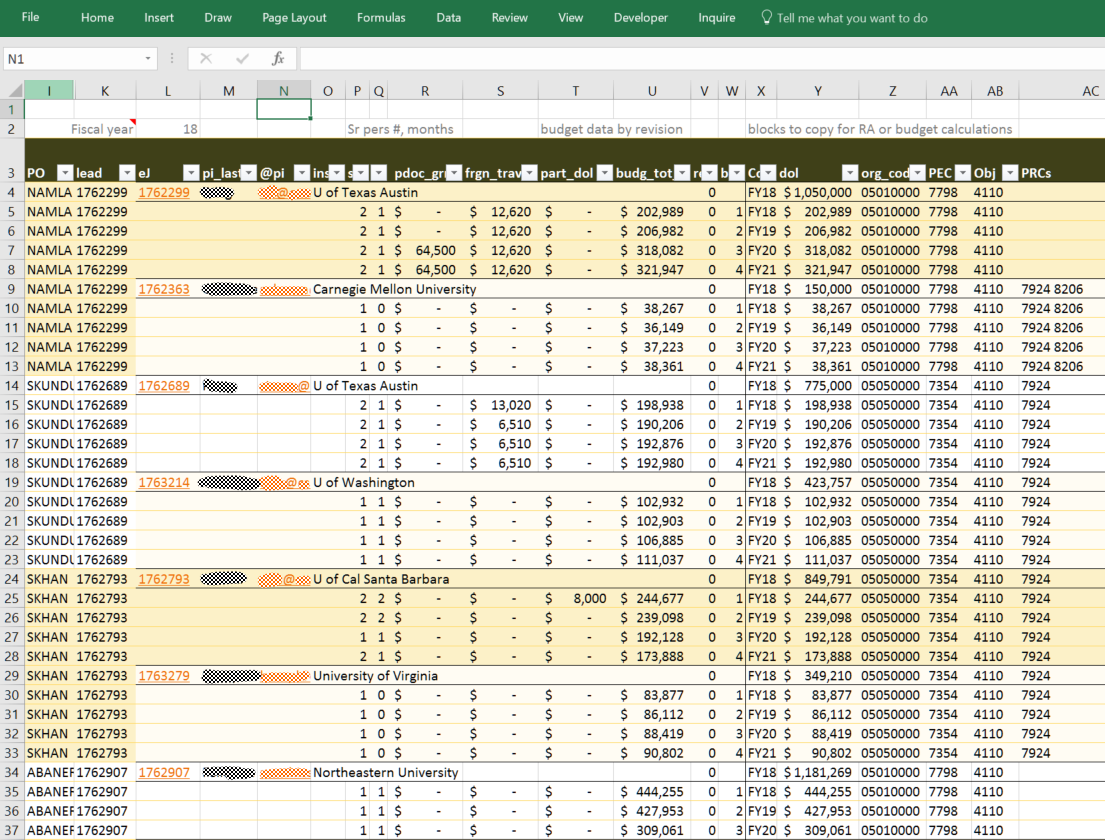 File Home Insert Draw Page Layout Formulas Data Review View Developer Inquire Tell me what you want to do
N1 fx
I K L M N O P Q R S T U V W X Y Z AA AB AC
1
2 Fiscal year 18 Sr pers #, months budget data by revision blocks to copy for RA or budget calculations
3 PO lead eJ pi_last @pi ins s pdoc_gr frgn_trav part_dol budg_tot r b Co dol org_cod PEC Obj PRCs
4 NAMLA 1762299 1762299 @ U of Texas Austin 0 FY18 $1,050,000 05010000 7798 4110
5 NAMLA 1762299 2 1 $ - $ 12,620 $ - $ 202,989 0 1 FY18 $ 202,989 05010000 7798 4110
6 NAMLA 1762299 2 1 $ - $ 12,620 $ - $ 206,982 0 2 FY19 $ 206,982 05010000 7798 4110
7 NAMLA 1762299 2 1 $ 64,500 $ 12,620 $ - $ 318,082 0 3 FY20 $ 318,082 05010000 7798 4110
8 NAMLA 1762299 2 1 $ 64,500 $ 12,620 $ - $ 321,947 0 4 FY21 $ 321,947 05010000 7798 4110
9 NAMLA 1762299 1762363 Carnegie Mellon University 0 FY18 $ 150,000 05010000 7798 4110 7924 8206
10 NAMLA 1762299 1 0 $ - $ - $ - $ 38,267 0 1 FY18 $ 38,267 05010000 7798 4110 7924 8206
11 NAMLA 1762299 1 0 $ - $ - $ - $ 36,149 0 2 FY19 $ 36,149 05010000 7798 4110 7924 8206
12 NAMLA 1762299 1 0 $ - $ - $ - $ 37,223 0 3 FY20 $ 37,223 05010000 7798 4110 7924 8206
13 NAMLA 1762299 1 0 $ - $ - $ - $ 38,361 0 4 FY21 $ 38,361 05010000 7798 4110 7924 8206
14 SKUNDU 1762689 1762689 @ U of Texas Austin 0 FY18 $ 775,000 05050000 7354 4110 7924
15 SKUNDU 1762689 2 1 $ - $ 13,020 $ - $ 198,938 0 1 FY18 $ 198,938 05050000 7354 4110 7924
16 SKUNDU 1762689 2 1 $ - $ 6,510 $ - $ 190,206 0 2 FY19 $ 190,206 05050000 7354 4110 7924
17 SKUNDU 1762689 2 1 $ - $ 6,510 $ - $ 192,876 0 3 FY20 $ 192,876 05050000 7354 4110 7924
18 SKUNDU 1762689 2 1 $ - $ 6,510 $ - $ 192,980 0 4 FY21 $ 192,980 05050000 7354 4110 7924
19 SKUNDU 1762689 1763214 @ U of Washington 0 FY18 $ 423,757 05050000 7354 4110 7924
20 SKUNDU 1762689 1 1 $ - $ - $ - $ 102,932 0 1 FY18 $ 102,932 05050000 7354 4110 7924
21 SKUNDU 1762689 1 1 $ - $ - $ - $ 102,903 0 2 FY19 $ 102,903 05050000 7354 4110 7924
22 SKUNDU 1762689 1 1 $ - $ - $ - $ 106,885 0 3 FY20 $ 106,885 05050000 7354 4110 7924
23 SKUNDU 1762689 1 1 $ - $ - $ - $ 111,037 0 4 FY21 $ 111,037 05050000 7354 4110 7924
24 SKHAN 1762793 1762793 @ U of Cal Santa Barbara 0 FY18 $ 849,791 05050000 7354 4110 7924
25 SKHAN 1762793 2 2 $ - $ - $ 8,000 $ 244,677 0 1 FY18 $ 244,677 05050000 7354 4110 7924
26 SKHAN 1762793 2 2 $ - $ - $ - $ 239,098 0 2 FY19 $ 239,098 05050000 7354 4110 7924
27 SKHAN 1762793 1 1 $ - $ - $ - $ 192,128 0 3 FY20 $ 192,128 05050000 7354 4110 7924
28 SKHAN 1762793 2 1 $ - $ - $ - $ 173,888 0 4 FY21 $ 173,888 05050000 7354 4110 7924
29 SKHAN 1762793 1763279 University of Virginia 0 FY18 $ 349,210 05050000 7354 4110 7924
30 SKHAN 1762793 1 0 $ - $ - $ - $ 83,877 0 1 FY18 $ 83,877 05050000 7354 4110 7924
31 SKHAN 1762793 1 0 $ - $ - $ - $ 86,112 0 2 FY19 $ 86,112 05050000 7354 4110 7924
32 SKHAN 1762793 1 0 $ - $ - $ - $ 88,419 0 3 FY20 $ 88,419 05050000 7354 4110 7924
33 SKHAN 1762793 1 0 $ - $ - $ - $ 90,802 0 4 FY21 $ 90,802 05050000 7354 4110 7924
34 ABANEF 1762907 1762907 Northeastern University 0 FY18 $1,181,269 05010000 7798 4110
35 ABANEF 1762907 1 1 $ - $ - $ - $ 444,255 0 1 FY18 $ 444,255 05010000 7798 4110
36 ABANEF 1762907 1 1 $ - $ - $ - $ 427,953 0 2 FY19 $ 427,953 05010000 7798 4110
37 ABANEF 1762907 1 1 $ - $ - $ - $ 309,061 0 3 FY20 $ 309,061 05010000 7798 4110